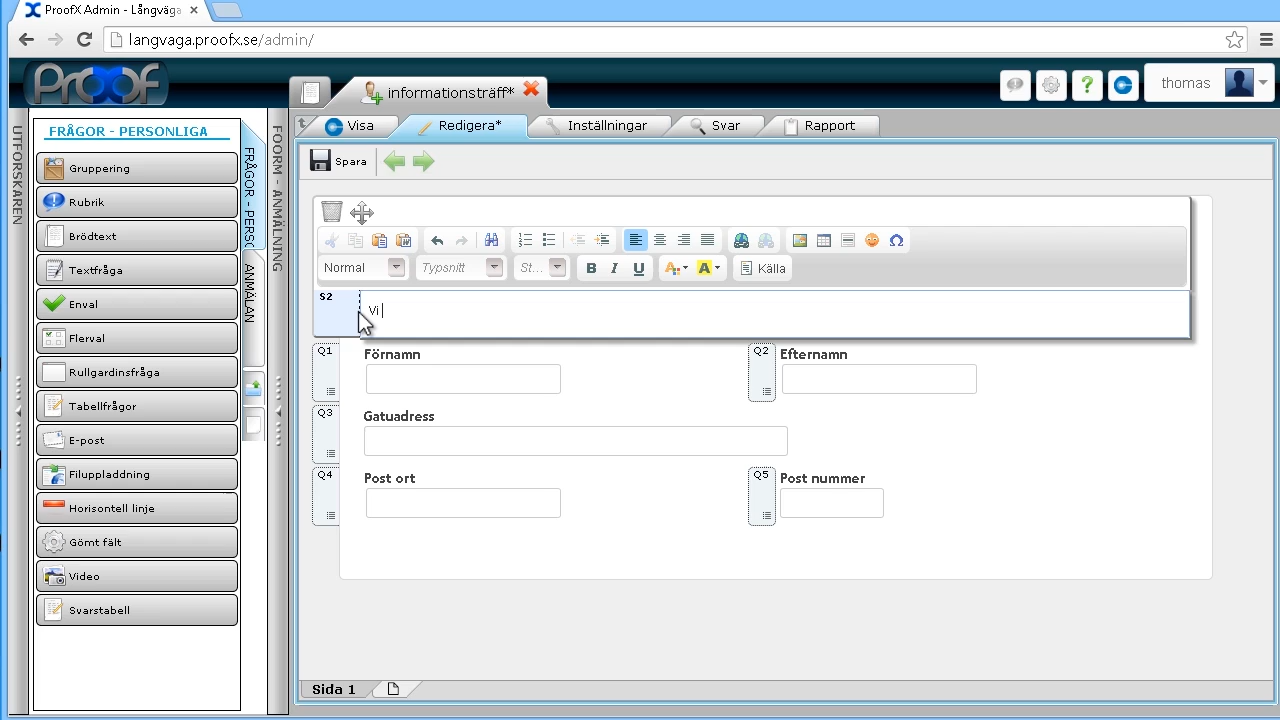 ProofX Admin - Långväga
langvaga.proofx.se/admin/
Proof
informationsträff*
thomas
Visa
Redigera*
Inställningar
Svar
Rapport
Spara
UTFORSKAREN
FRÅGOR - PERSONLIGA
Gruppering
Rubrik
Brödtext
Textfråga
Enval
Flerval
Rullgardinsfråga
Tabellfrågor
E-post
Filuppladdning
Horisontell linje
Gömt fält
Video
Svarstabell
FRÅGOR - PERSO
ANMÄLAN
FOORM - ANMÄLNING
Normal
Typsnitt
St...
B I U
A
A
Källa
S2
Vi
Q1
Förnamn
Q2
Efternamn
Q3
Gatuadress
Q4
Post ort
Q5
Post nummer
Sida 1